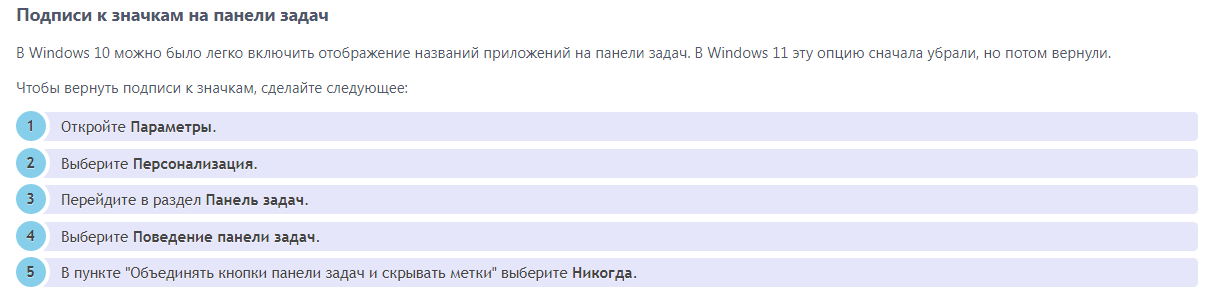 Подписи к значкам на панели задач
В Windows 10 можно было легко включить отображение названий приложений на панели задач. В Windows 11 эту опцию сначала убрали, но потом вернули.
Чтобы вернуть подписи к значкам, сделайте следующее:
1 Откройте Параметры.
2 Выберите Персонализация.
3 Перейдите в раздел Панель задач.
4 Выберите Поведение панели задач.
5 В пункте "Объединять кнопки панели задач и скрывать метки" выберите Никогда.